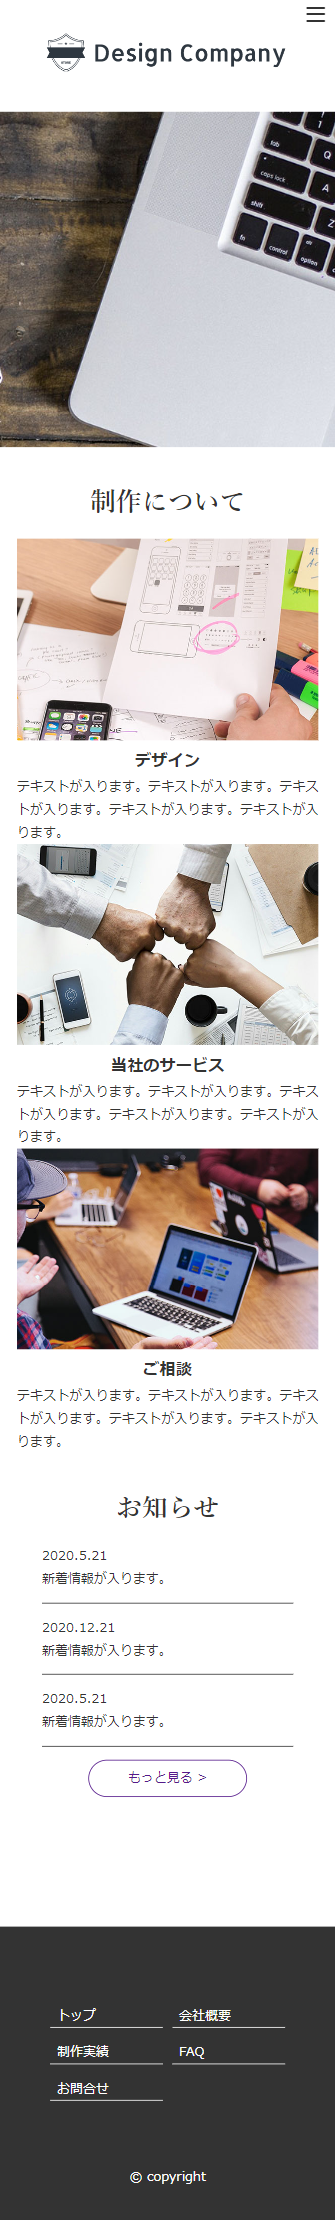 Design Company
1
tab
Q
caps lock
A
shift
Z
fn
control
alt
option
制作について
デザイン
テキストが入ります。テキストが入ります。テキス
トが入ります。テキストが入ります。テキストが入
ります。
当社のサービス
テキストが入ります。テキストが入ります。テキス
トが入ります。テキストが入ります。テキストが入
ります。
ご相談
テキストが入ります。テキストが入ります。テキス
トが入ります。テキストが入ります。テキストが入
ります。
お知らせ
2020.5.21
新着情報が入ります。
2020.12.21
新着情報が入ります。
2020.5.21
新着情報が入ります。
もっと見る >
トップ
会社概要
制作実績
FAQ
お問合せ
© copyright